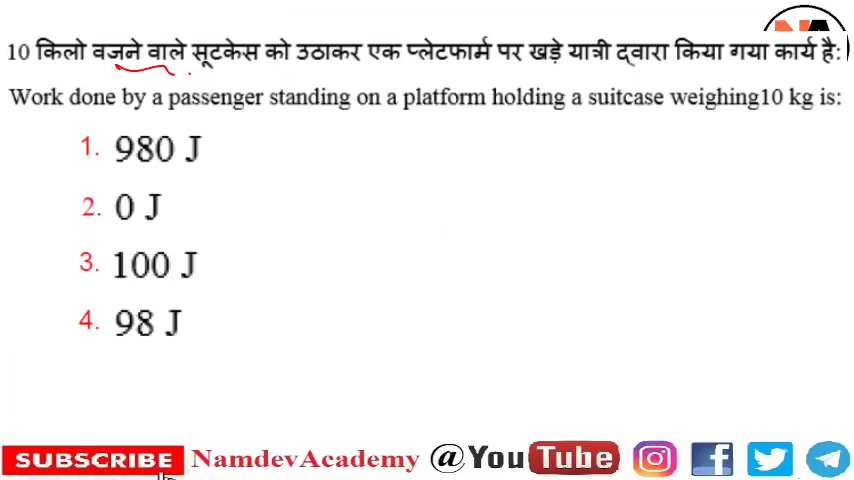 NA
10 किलो वजने वाले सूटकेस को उठाकर एक प्लेटफार्म पर खड़े यात्री द्वारा किया गया कार्य है:
Work done by a passenger standing on a platform holding a suitcase weighing10 kg is:
1. 980 J
2. 0 J
3. 100 J
4. 98 J
SUBSCRIBE NamdevAcademy @YouTube